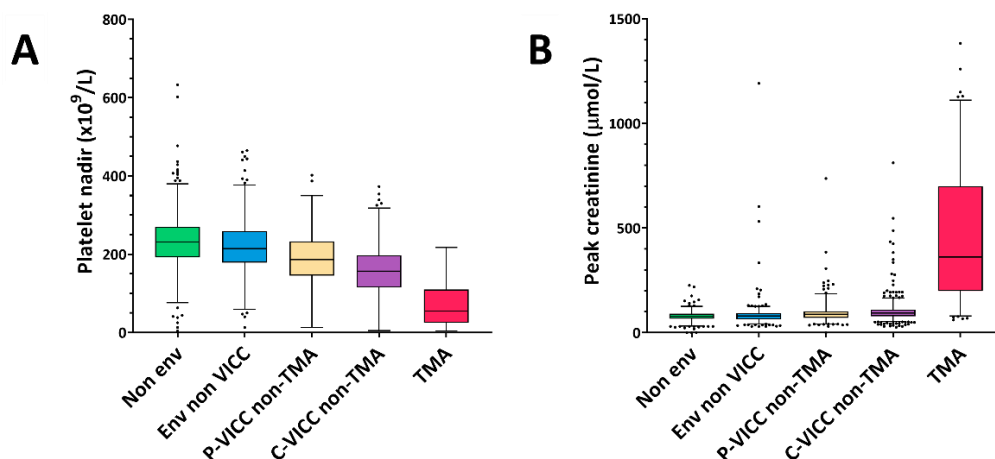 A
Platelet nadir (x10⁹/L)
800
600
400
200
0
Non env
Env non VICC
P-VICC non-TMA
C-VICC non-TMA
TMA
B
Peak creatinine (μmol/L)
1500
1000
500
0
Non env
Env non VICC
P-VICC non-TMA
C-VICC non-TMA
TMA